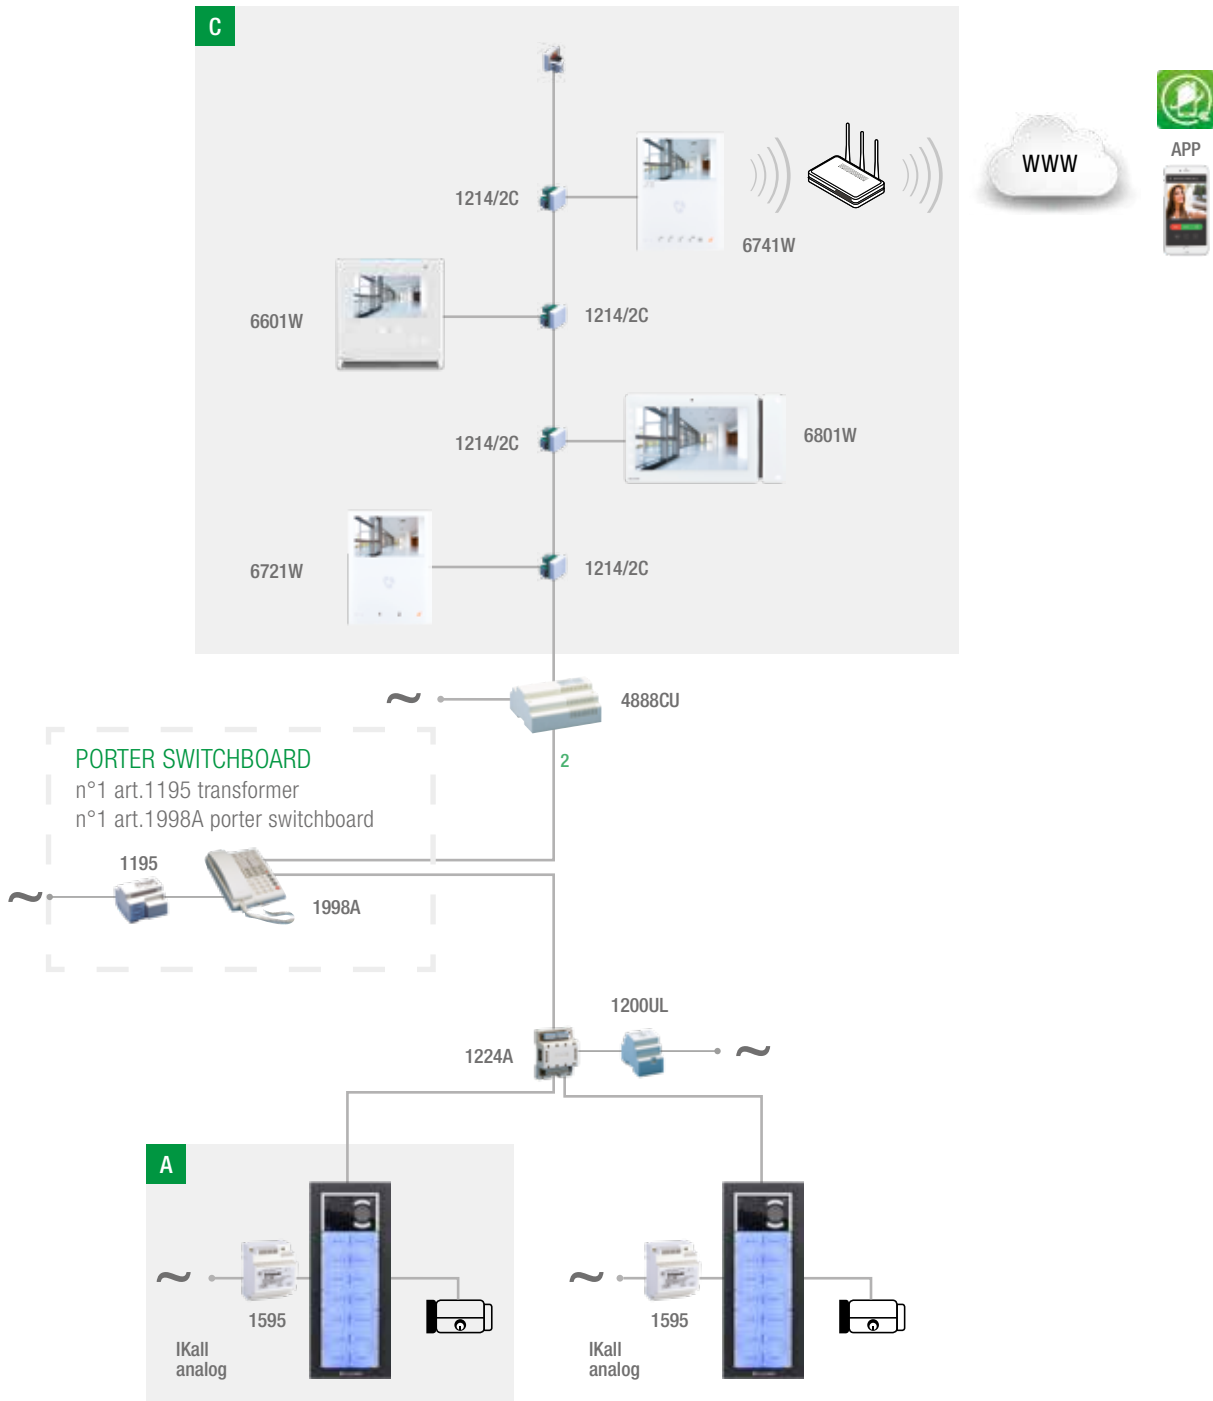 C
APP
WWW
1214/2C
6741W
6601W
1214/2C
1214/2C
6801W
6721W
1214/2C
4888CU
2
PORTER SWITCHBOARD
n°1 art.1195 transformer
n°1 art.1998A porter switchboard
1195
1998A
1200UL
1224A
A
1595
IKall
analog
1595
IKall
analog